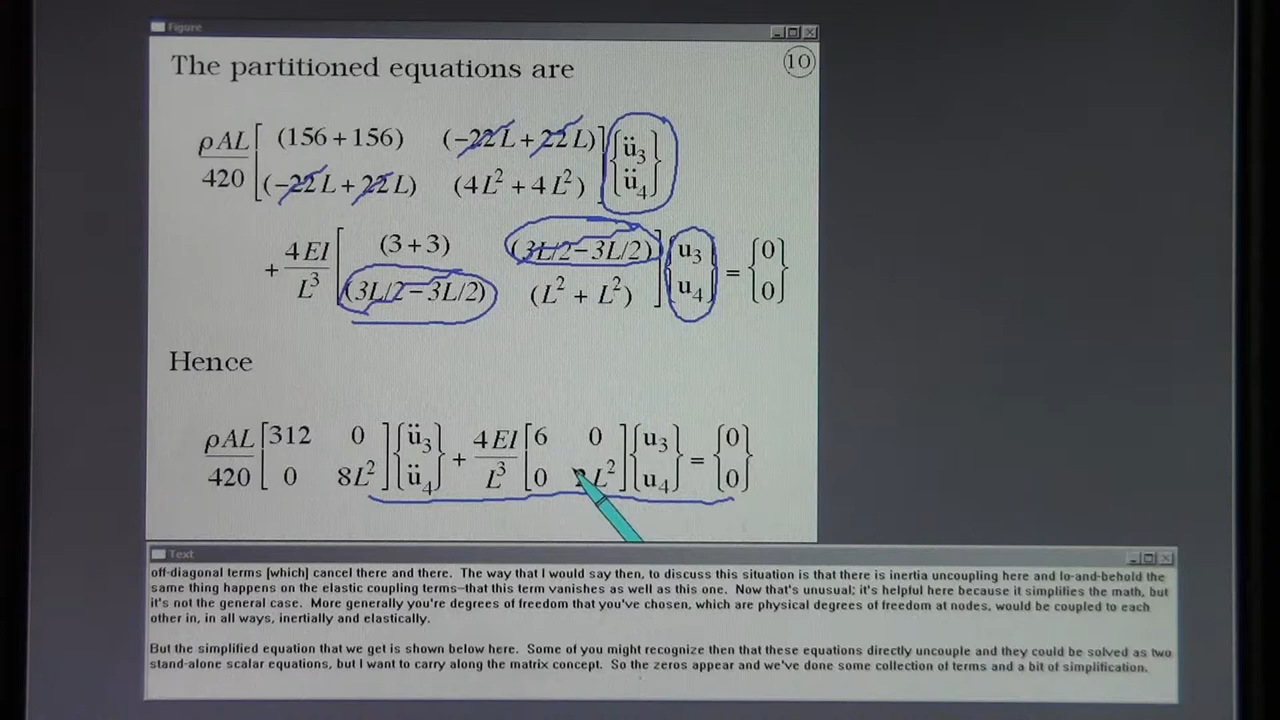 Figure
The partitioned equations are
10
ρAL/420 [(156 + 156) (−22L + 22L); (−22L + 22L) (4L² + 4L²)] {ü₃; ü₄}
+ 4EI/L³ [(3 + 3) (3L/2 − 3L/2); (3L/2 − 3L/2) (L² + L²)] {u₃; u₄} = {0; 0}
Hence
ρAL/420 [312 0; 0 8L²] {ü₃; ü₄} + 4EI/L³ [6 0; 0 2L²] {u₃; u₄} = {0; 0}
Text
off-diagonal terms [which] cancel there and there. The way that I would say then, to discuss this situation is that there is inertia uncoupling here and lo-and-behold the
same thing happens on the elastic coupling terms--that this term vanishes as well as this one. Now that's unusual; it's helpful here because it simplifies the math, but
it's not the general case. More generally you're degrees of freedom that you've chosen, which are physical degrees of freedom at nodes, would be coupled to each
other in, in all ways, inertially and elastically.
But the simplified equation that we get is shown below here. Some of you might recognize then that these equations directly uncouple and they could be solved as two
stand-alone scalar equations, but I want to carry along the matrix concept. So the zeros appear and we've done some collection of terms and a bit of simplification.